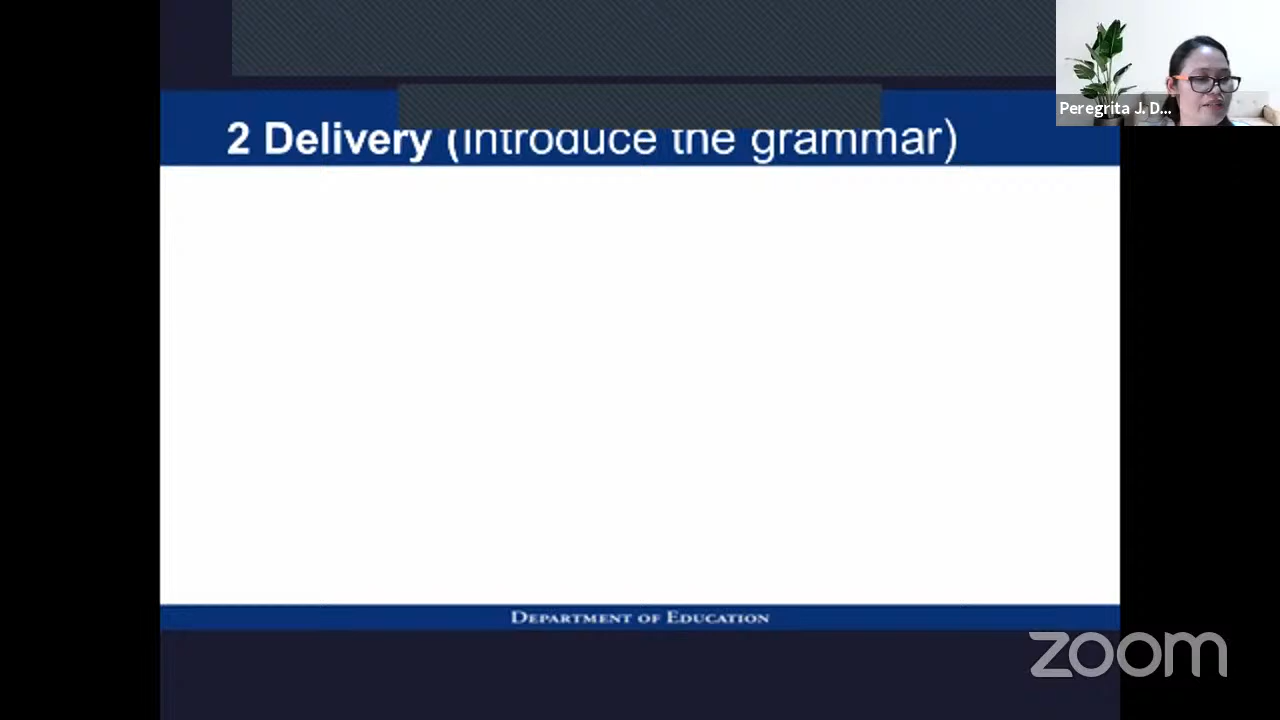 2 Delivery (Introduce the grammar)
Peregrita J. D...
DEPARTMENT OF EDUCATION
zoom